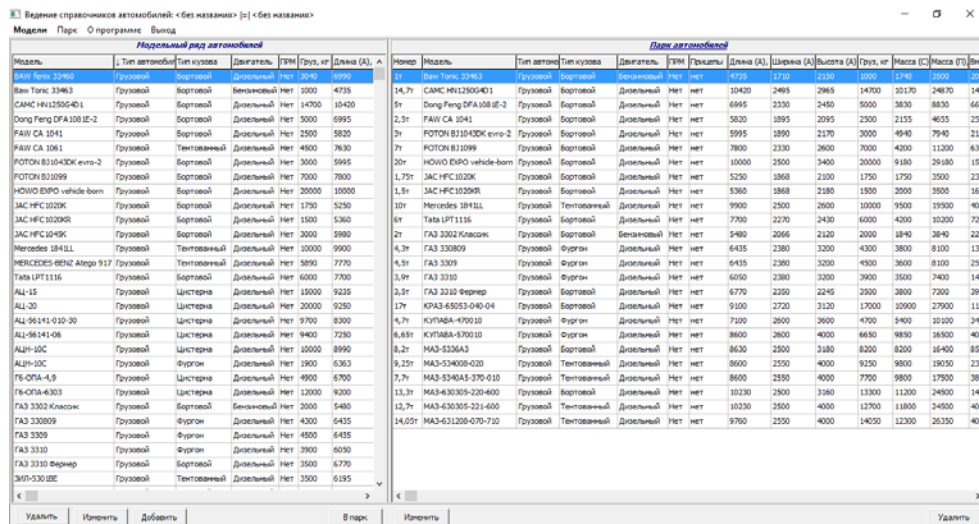 Ведение справочников автомобилей: <без названия> |=| <без названия>
Модели Парк О программе Выход
Модельный ряд автомобилей
Модель ↓ Тип автомобил Тип кузова Двигатель ПРМ Груз, кг Длина (А),
BAW fenix 33460 Грузовой Бортовой Дизельный Нет 3040 6990
Baw Tonic 33463 Грузовой Бортовой Бензиновый Нет 1000 4735
CAMC HN1250G4D1 Грузовой Бортовой Дизельный Нет 14700 10420
Dong Feng DFA1081E-2 Грузовой Бортовой Дизельный Нет 5000 6995
FAW CA 1041 Грузовой Бортовой Дизельный Нет 2500 5820
FAW CA 1061 Грузовой Тентованный Дизельный Нет 4500 7630
FOTON BJ1043DK evro-2 Грузовой Бортовой Дизельный Нет 3000 5995
FOTON BJ1099 Грузовой Бортовой Дизельный Нет 7000 7800
HOWO EXPO vehicle-born Грузовой Бортовой Дизельный Нет 20000 10000
JAC HFC1020K Грузовой Бортовой Дизельный Нет 1750 5250
JAC HFC1020KR Грузовой Бортовой Дизельный Нет 1500 5360
JAC HFC1045K Грузовой Бортовой Дизельный Нет 3000 5980
Mercedes 1841LL Грузовой Тентованный Дизельный Нет 10000 9900
MERCEDES-BENZ Atego 917 Грузовой Тентованный Дизельный Нет 5890 7770
Tata LPT1116 Грузовой Бортовой Дизельный Нет 6000 7700
АЦ-15 Грузовой Цистерна Дизельный Нет 15000 9235
АЦ-20 Грузовой Цистерна Дизельный Нет 20000 9250
АЦ-56141-010-30 Грузовой Цистерна Дизельный Нет 9700 8300
АЦ-56141-06 Грузовой Цистерна Дизельный Нет 9400 7250
АЦН-10С Грузовой Цистерна Дизельный Нет 10000 8990
АЦН-10С Грузовой Фургон Дизельный Нет 1900 6363
Г6-ОПА-4,9 Грузовой Цистерна Дизельный Нет 4900 6700
Г6-ОПА-6303 Грузовой Цистерна Дизельный Нет 12000 9200
ГАЗ 3302 Классик Грузовой Бортовой Бензиновый Нет 2000 5480
ГАЗ 330809 Грузовой Фургон Дизельный Нет 4300 6435
ГАЗ 3309 Грузовой Фургон Дизельный Нет 4500 6435
ГАЗ 3310 Грузовой Фургон Дизельный Нет 3900 6050
ГАЗ 3310 Фермер Грузовой Бортовой Дизельный Нет 3500 6770
ЗИЛ-5301ВЕ Грузовой Тентованный Дизельный Нет 3500 6195
Удалить Изменить Добавить В парк
Парк автомобилей
Номер Модель Тип автомо Тип кузова Двигатель ПРМ Прицепы Длина (А), Ширина (А) Высота (А) Груз, кг Масса (С) Масса (П),
1т Baw Tonic 33463 Грузовой Бортовой Бензиновый Нет нет 4735 1710 2150 1000 1740 3500
14,7т CAMC HN1250G4D1 Грузовой Бортовой Дизельный Нет нет 10420 2495 2965 14700 10170 24870
5т Dong Feng DFA1081E-2 Грузовой Бортовой Дизельный Нет нет 6995 2330 2450 5000 3830 8830
2,5т FAW CA 1041 Грузовой Бортовой Дизельный Нет нет 5820 1895 2095 2500 2155 4655
3т FOTON BJ1043DK evro-2 Грузовой Бортовой Дизельный Нет нет 5995 1890 2170 3000 4940 7940
7т FOTON BJ1099 Грузовой Бортовой Дизельный Нет нет 7800 2330 2600 7000 4200 11200
20т HOWO EXPO vehicle-born Грузовой Бортовой Дизельный Нет нет 10000 2500 3400 20000 9180 29180
1,75т JAC HFC1020K Грузовой Бортовой Дизельный Нет нет 5250 1868 2100 1750 1750 3500
1,5т JAC HFC1020KR Грузовой Бортовой Дизельный Нет нет 5360 1868 2180 1500 2000 3500
10т Mercedes 1841LL Грузовой Тентованный Дизельный Нет нет 9900 2500 2600 10000 9500 19500
6т Tata LPT1116 Грузовой Бортовой Дизельный Нет нет 7700 2270 2430 6000 4200 10200
2т ГАЗ 3302 Классик Грузовой Бортовой Бензиновый Нет нет 5480 2066 2120 2000 1840 3840
4,3т ГАЗ 330809 Грузовой Фургон Дизельный Нет нет 6435 2380 3200 4300 3800 8100
4,5т ГАЗ 3309 Грузовой Фургон Дизельный Нет нет 6435 2380 3200 4500 3600 8100
3,9т ГАЗ 3310 Грузовой Фургон Дизельный Нет нет 6050 2380 3200 3900 3500 7400
3,5т ГАЗ 3310 Фермер Грузовой Бортовой Дизельный Нет нет 6770 2350 2245 3500 3800 7300
17т КРАЗ-65053-040-04 Грузовой Бортовой Дизельный Нет нет 9100 2720 3120 17000 10900 27900
4,7т КУПАВА-470010 Грузовой Фургон Дизельный Нет нет 7100 2600 3600 4700 5400 10100
6,65т КУПАВА-570010 Грузовой Фургон Дизельный Нет нет 8600 2600 4000 6650 9850 16500
8,2т МАЗ-5336А3 Грузовой Бортовой Дизельный Нет нет 8630 2500 3180 8200 8200 16400
9,25т МАЗ-534008-020 Грузовой Тентованный Дизельный Нет нет 8600 2550 4000 9250 9800 19050
7,7т МАЗ-5340А5-370-010 Грузовой Тентованный Дизельный Нет нет 8600 2550 4000 7700 9800 17500
13,3т МАЗ-630305-220-600 Грузовой Бортовой Дизельный Нет нет 10230 2500 3160 13300 11200 24500
12,7т МАЗ-630305-221-600 Грузовой Тентованный Дизельный Нет нет 10230 2500 4000 12700 11800 24500
14,05т МАЗ-631208-070-710 Грузовой Тентованный Дизельный Нет нет 9760 2550 4000 14050 12300 26350
Изменить Удалить